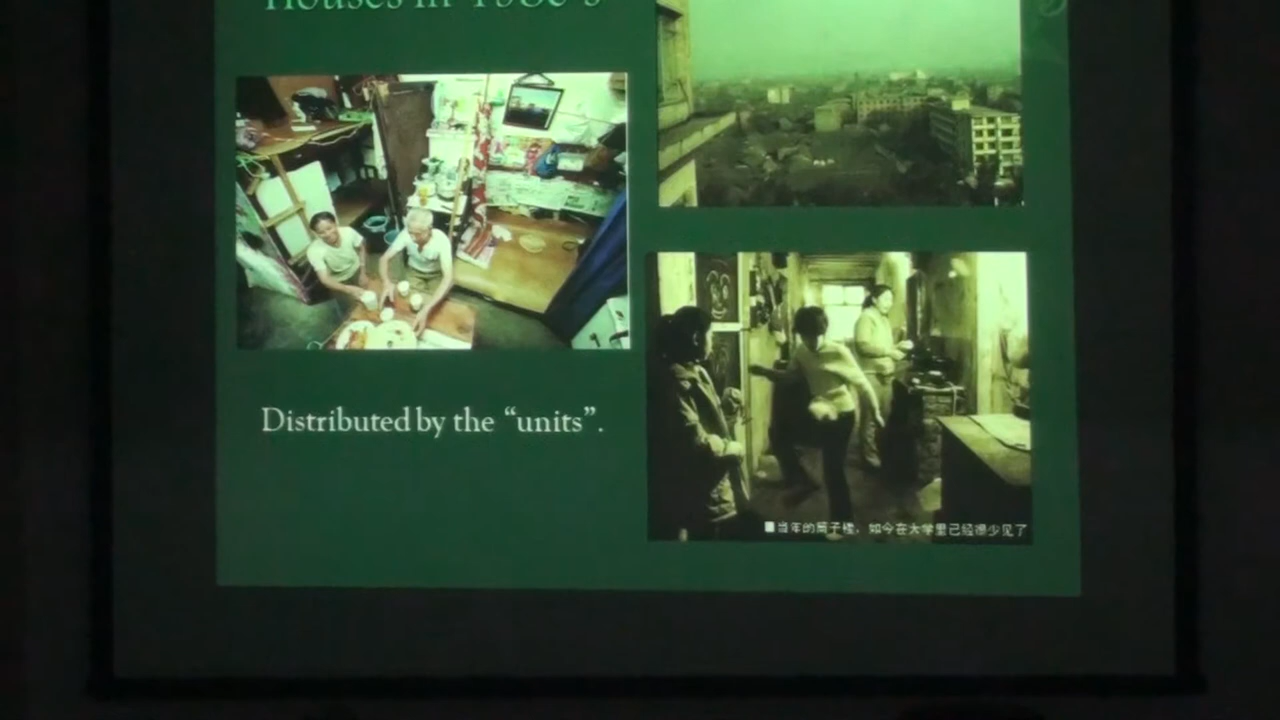 Houses in 1980's
Distributed by the “units”.
■当年的筒子楼，如今在大学里已经很少见了